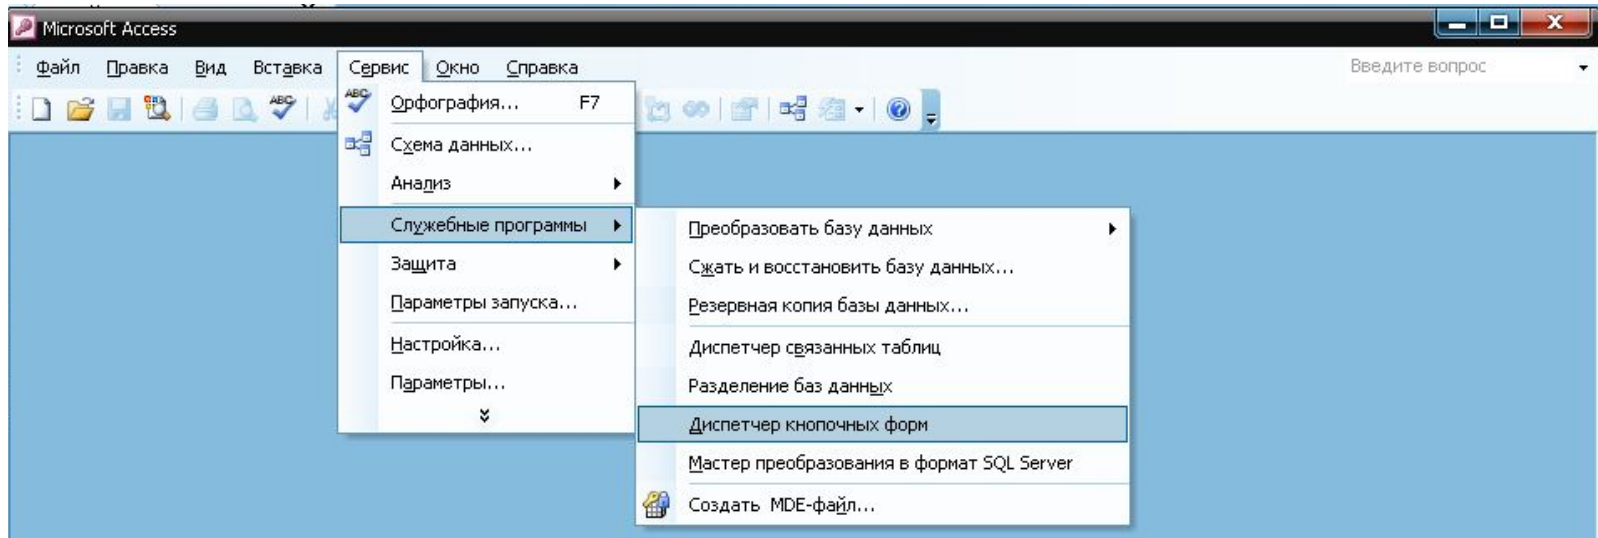 Microsoft Access
Файл Правка Вид Вставка Сервис Окно Справка Введите вопрос
ABC
ABC Орфография... F7
Схема данных...
Анализ
Служебные программы
Защита
Параметры запуска...
Настройка...
Параметры...
Преобразовать базу данных
Сжать и восстановить базу данных...
Резервная копия базы данных...
Диспетчер связанных таблиц
Разделение баз данных
Диспетчер кнопочных форм
Мастер преобразования в формат SQL Server
Создать MDE-файл...